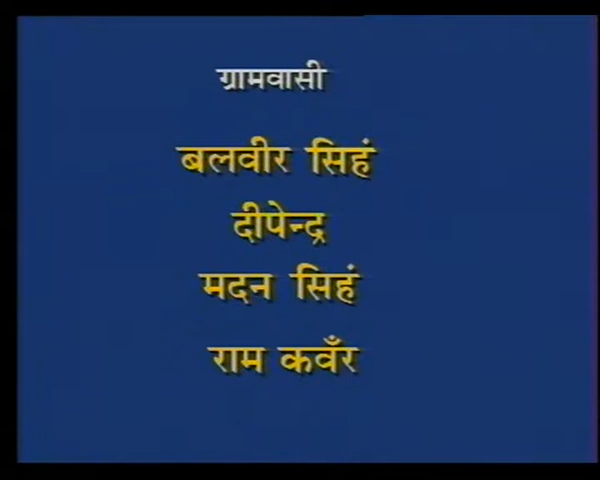 ग्रामवासी
बलवीर सिहं
दीपेन्द्र
मदन सिहं
राम कवँर